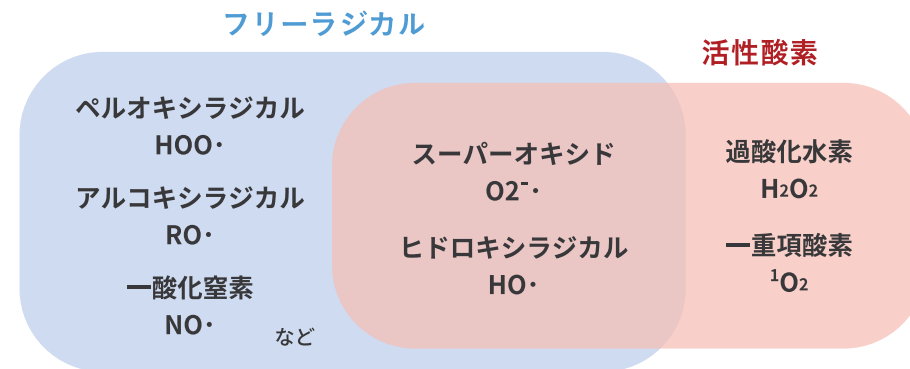 フリーラジカル
活性酸素
ペルオキシラジカル
HOO・
アルコキシラジカル
RO・
一酸化窒素
NO・
など
スーパーオキシド
O2⁻・
ヒドロキシラジカル
HO・
過酸化水素
H₂O₂
一重項酸素
¹O₂